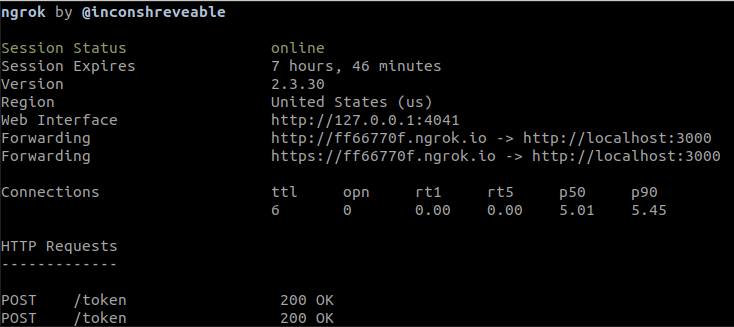 ngrok by @inconshreveable
Session Status online
Session Expires 7 hours, 46 minutes
Version 2.3.30
Region United States (us)
Web Interface http://127.0.0.1:4041
Forwarding http://ff66770f.ngrok.io -> http://localhost:3000
Forwarding https://ff66770f.ngrok.io -> http://localhost:3000
Connections ttl opn rt1 rt5 p50 p90
6 0 0.00 0.00 5.01 5.45
HTTP Requests
-------------
POST /token 200 OK
POST /token 200 OK